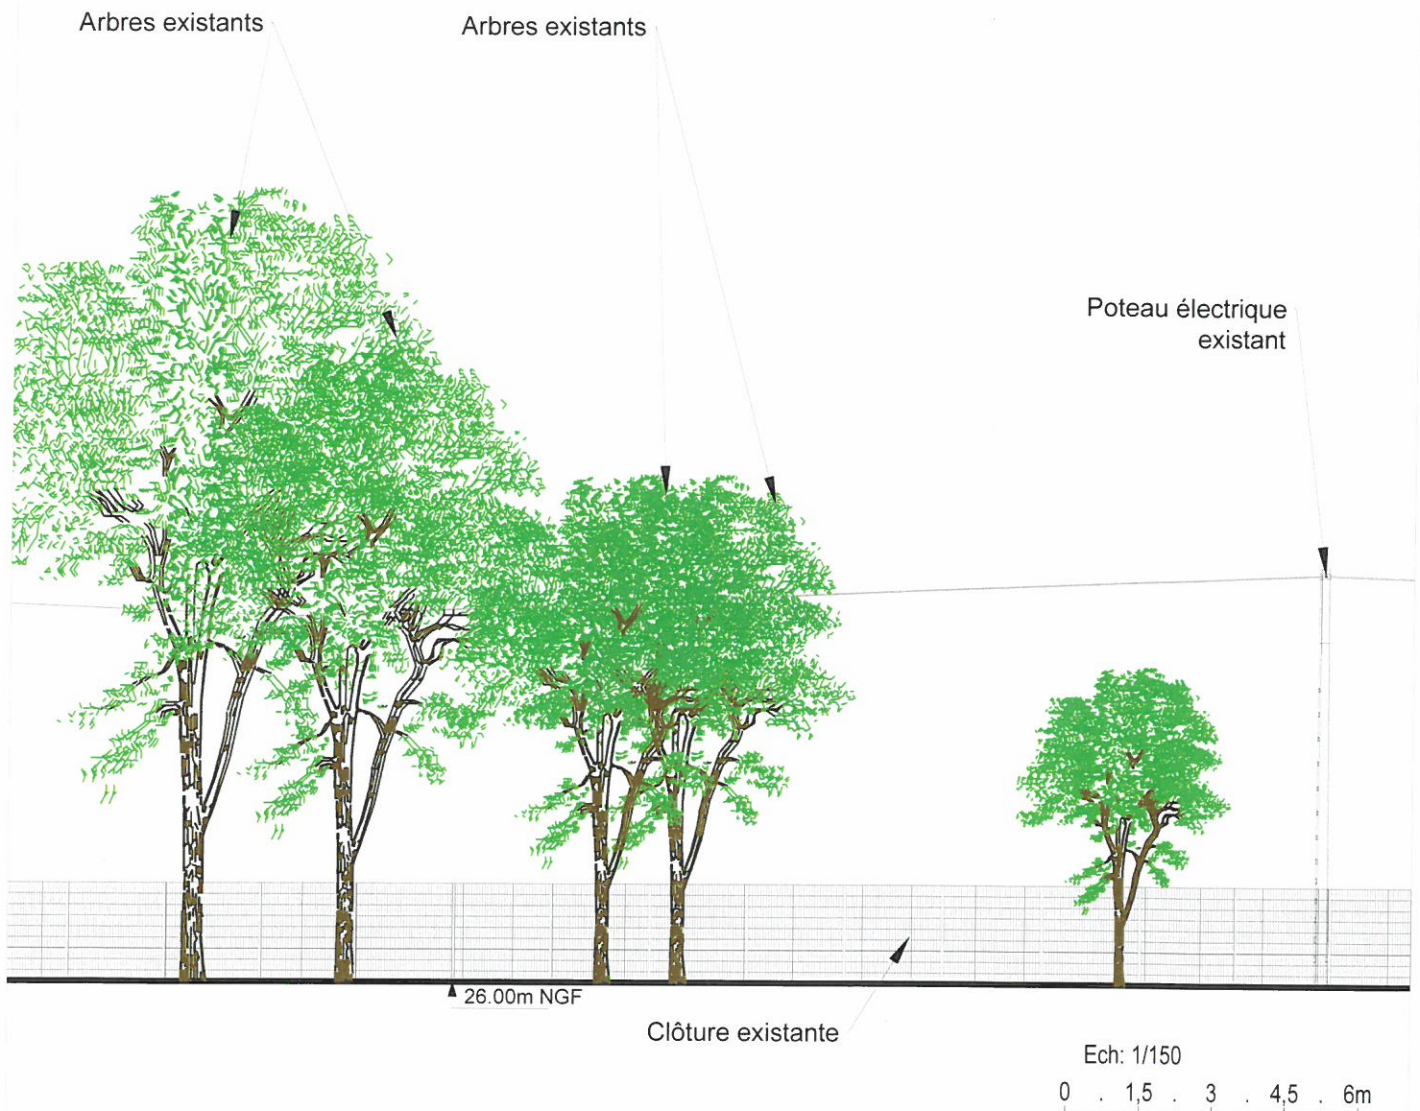 Arbres existants
Arbres existants
Poteau électrique
existant
26.00m NGF
Clôture existante
Ech: 1/150
0 . 1,5 . 3 . 4,5 . 6m